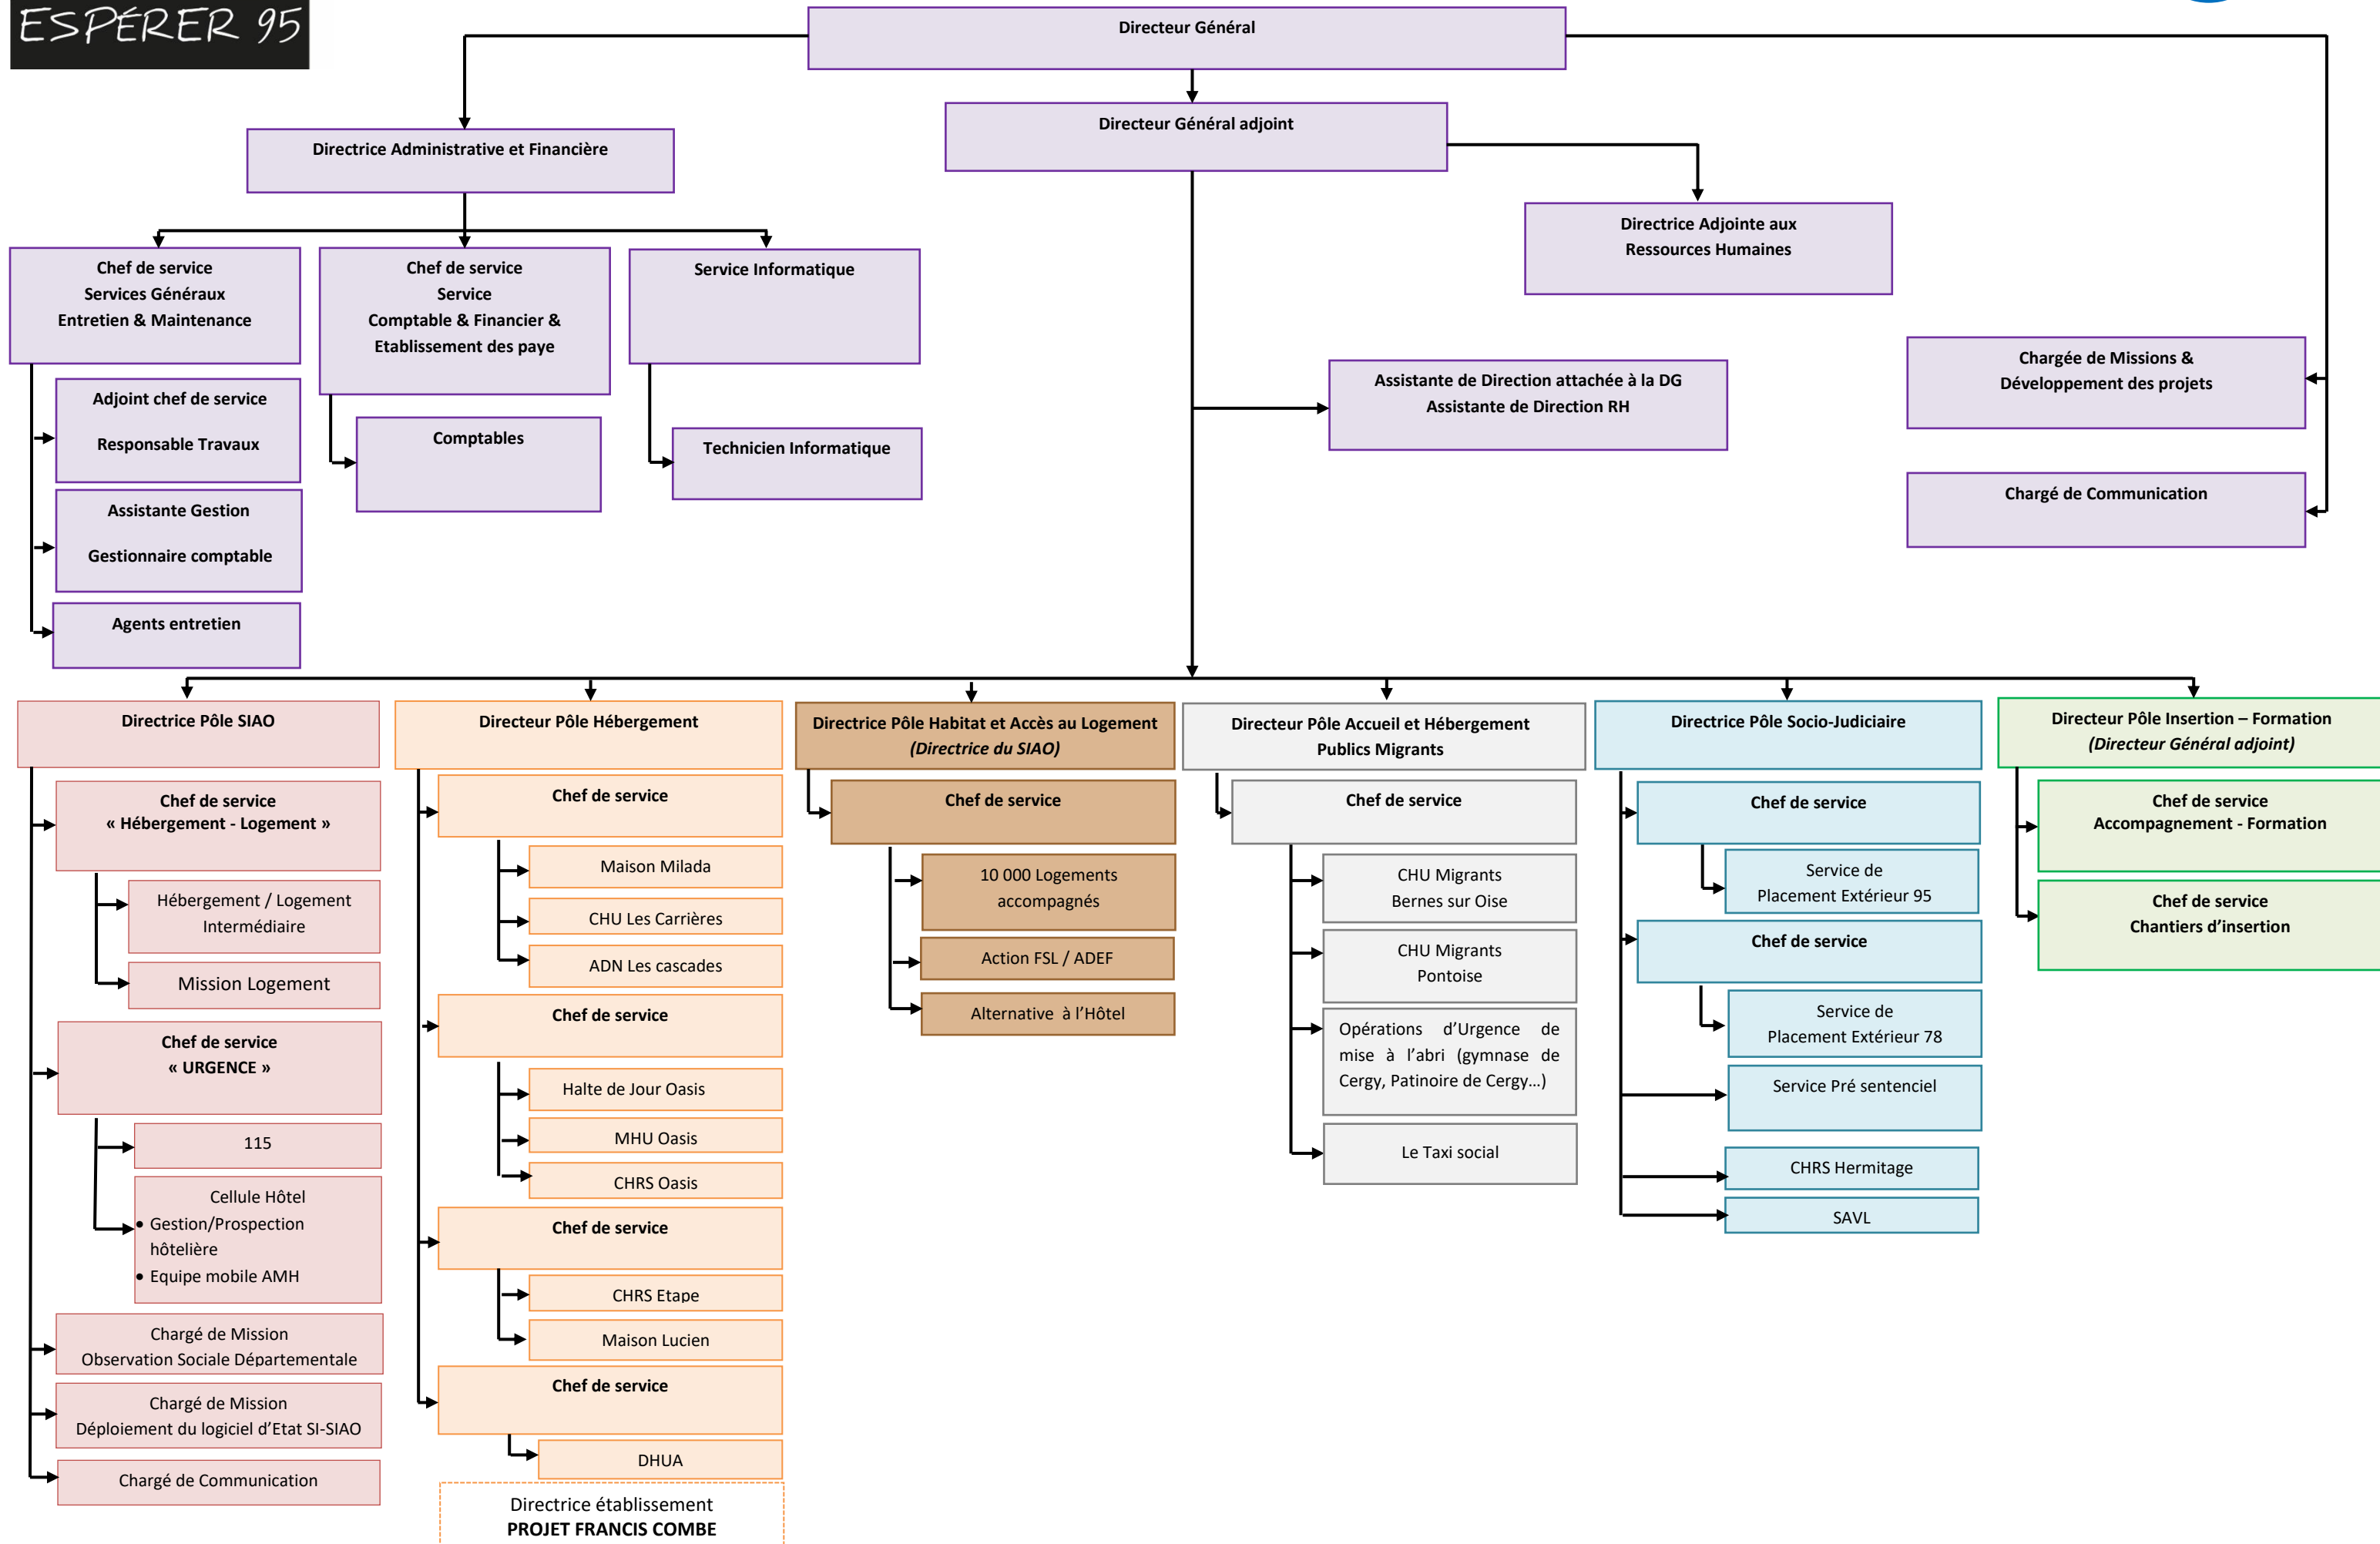 ESPÉRER 95
Directeur Général
Directeur Général adjoint
Directrice Administrative et Financière
Directrice Adjointe aux
Ressources Humaines
Chef de service
Services Généraux
Entretien & Maintenance
Chef de service
Service
Comptable & Financier &
Etablissement des paye
Service Informatique
Chargée de Missions &
Développement des projets
Assistante de Direction attachée à la DG
Assistante de Direction RH
Adjoint chef de service
Responsable Travaux
Comptables
Technicien Informatique
Chargé de Communication
Assistante Gestion
Gestionnaire comptable
Agents entretien
Directrice Pôle SIAO
Chef de service
« Hébergement - Logement »
Hébergement / Logement
Intermédiaire
Mission Logement
Chef de service
« URGENCE »
115
Cellule Hôtel
• Gestion/Prospection
hôtelière
• Equipe mobile AMH
Chargé de Mission
Observation Sociale Départementale
Chargé de Mission
Déploiement du logiciel d’Etat SI-SIAO
Chargé de Communication
Directeur Pôle Hébergement
Chef de service
Maison Milada
CHU Les Carrières
ADN Les cascades
Chef de service
Halte de Jour Oasis
MHU Oasis
CHRS Oasis
Chef de service
CHRS Etape
Maison Lucien
Chef de service
DHUA
Directrice établissement
PROJET FRANCIS COMBE
Directrice Pôle Habitat et Accès au Logement
(Directrice du SIAO)
Chef de service
10 000 Logements
accompagnés
Action FSL / ADEF
Alternative à l’Hôtel
Directeur Pôle Accueil et Hébergement
Publics Migrants
Chef de service
CHU Migrants
Bernes sur Oise
CHU Migrants
Pontoise
Opérations d’Urgence de
mise à l’abri (gymnase de
Cergy, Patinoire de Cergy…)
Le Taxi social
Directrice Pôle Socio-Judiciaire
Chef de service
Service de
Placement Extérieur 95
Chef de service
Service de
Placement Extérieur 78
Service Pré sentenciel
CHRS Hermitage
SAVL
Directeur Pôle Insertion – Formation
(Directeur Général adjoint)
Chef de service
Accompagnement - Formation
Chef de service
Chantiers d’insertion